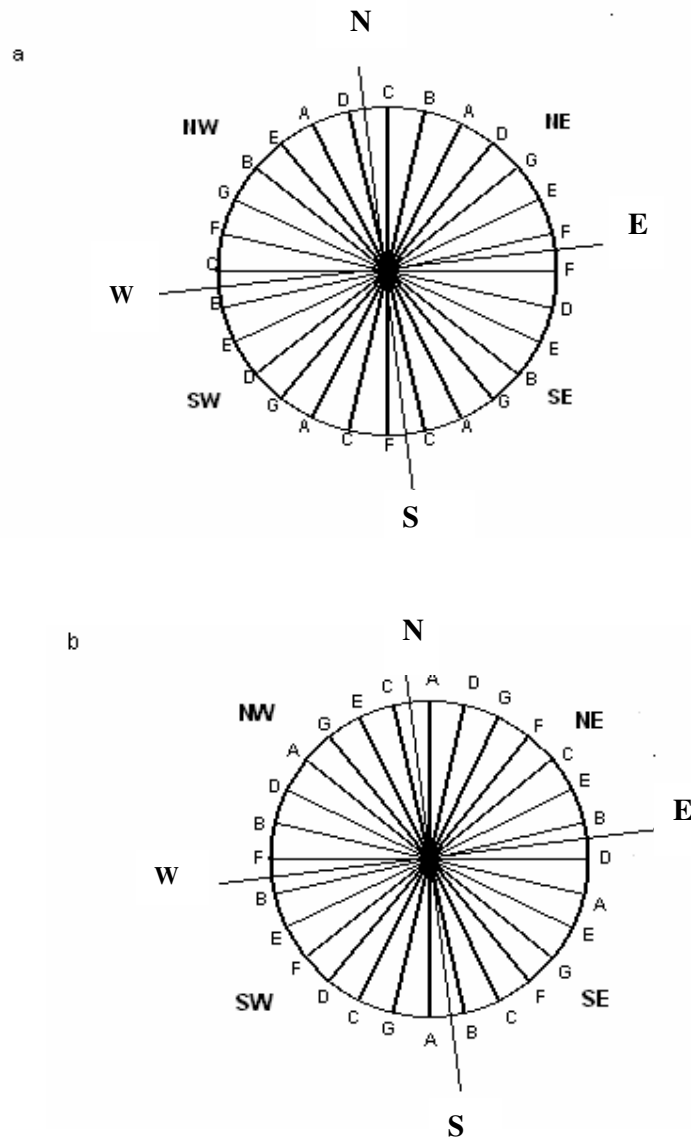 N
a
A D C B A
NW E D NE
B G
G E
F F E
C F
W B D
E E
D B
SW G G SE
A C F C A
S
N
b
C A D
NW E G NE
G F
A C
D E
B B E
F D
W B A
E E
F G
SW D F SE
C G A B C
S